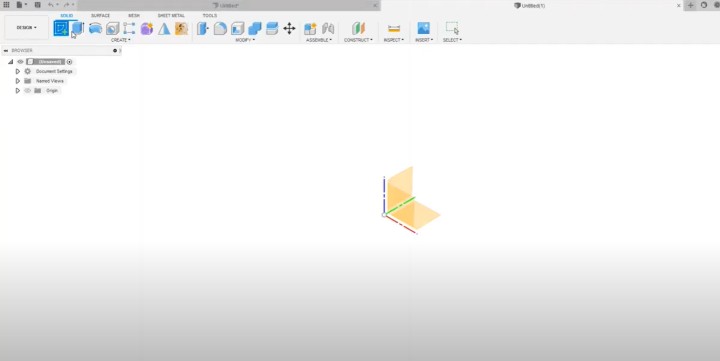 Untitled*
Untitled(1)
SOLID SURFACE MESH SHEET METAL TOOLS
DESIGN
CREATE MODIFY ASSEMBLE CONSTRUCT INSPECT INSERT SELECT
BROWSER
(Unsaved)
Document Settings
Named Views
Origin